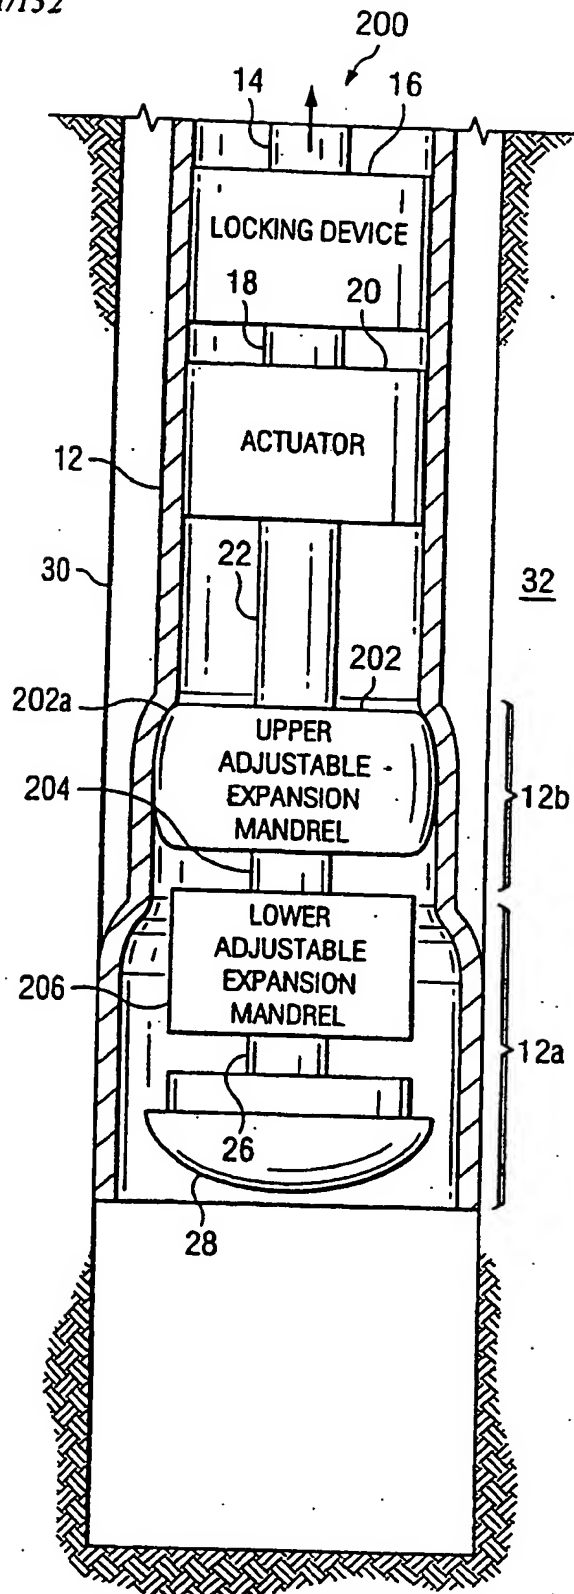 200
14
16
LOCKING DEVICE
18
20
ACTUATOR
12
30
22
32
202a
202
UPPER
ADJUSTABLE
EXPANSION
MANDREL
204
12b
LOWER
ADJUSTABLE
EXPANSION
MANDREL
206
12a
26
28